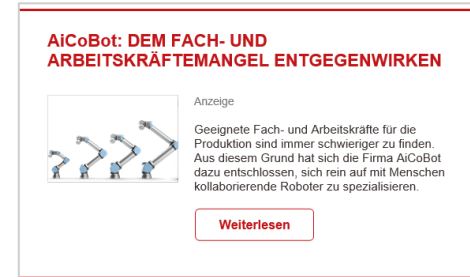 AiCoBot: DEM FACH- UND
ARBEITSKRÄFTEMANGEL ENTGEGENWIRKEN
Anzeige
Geeignete Fach- und Arbeitskräfte für die
Produktion sind immer schwieriger zu finden.
Aus diesem Grund hat sich die Firma AiCoBot
dazu entschlossen, sich rein auf mit Menschen
kollaborierende Roboter zu spezialisieren.
Weiterlesen